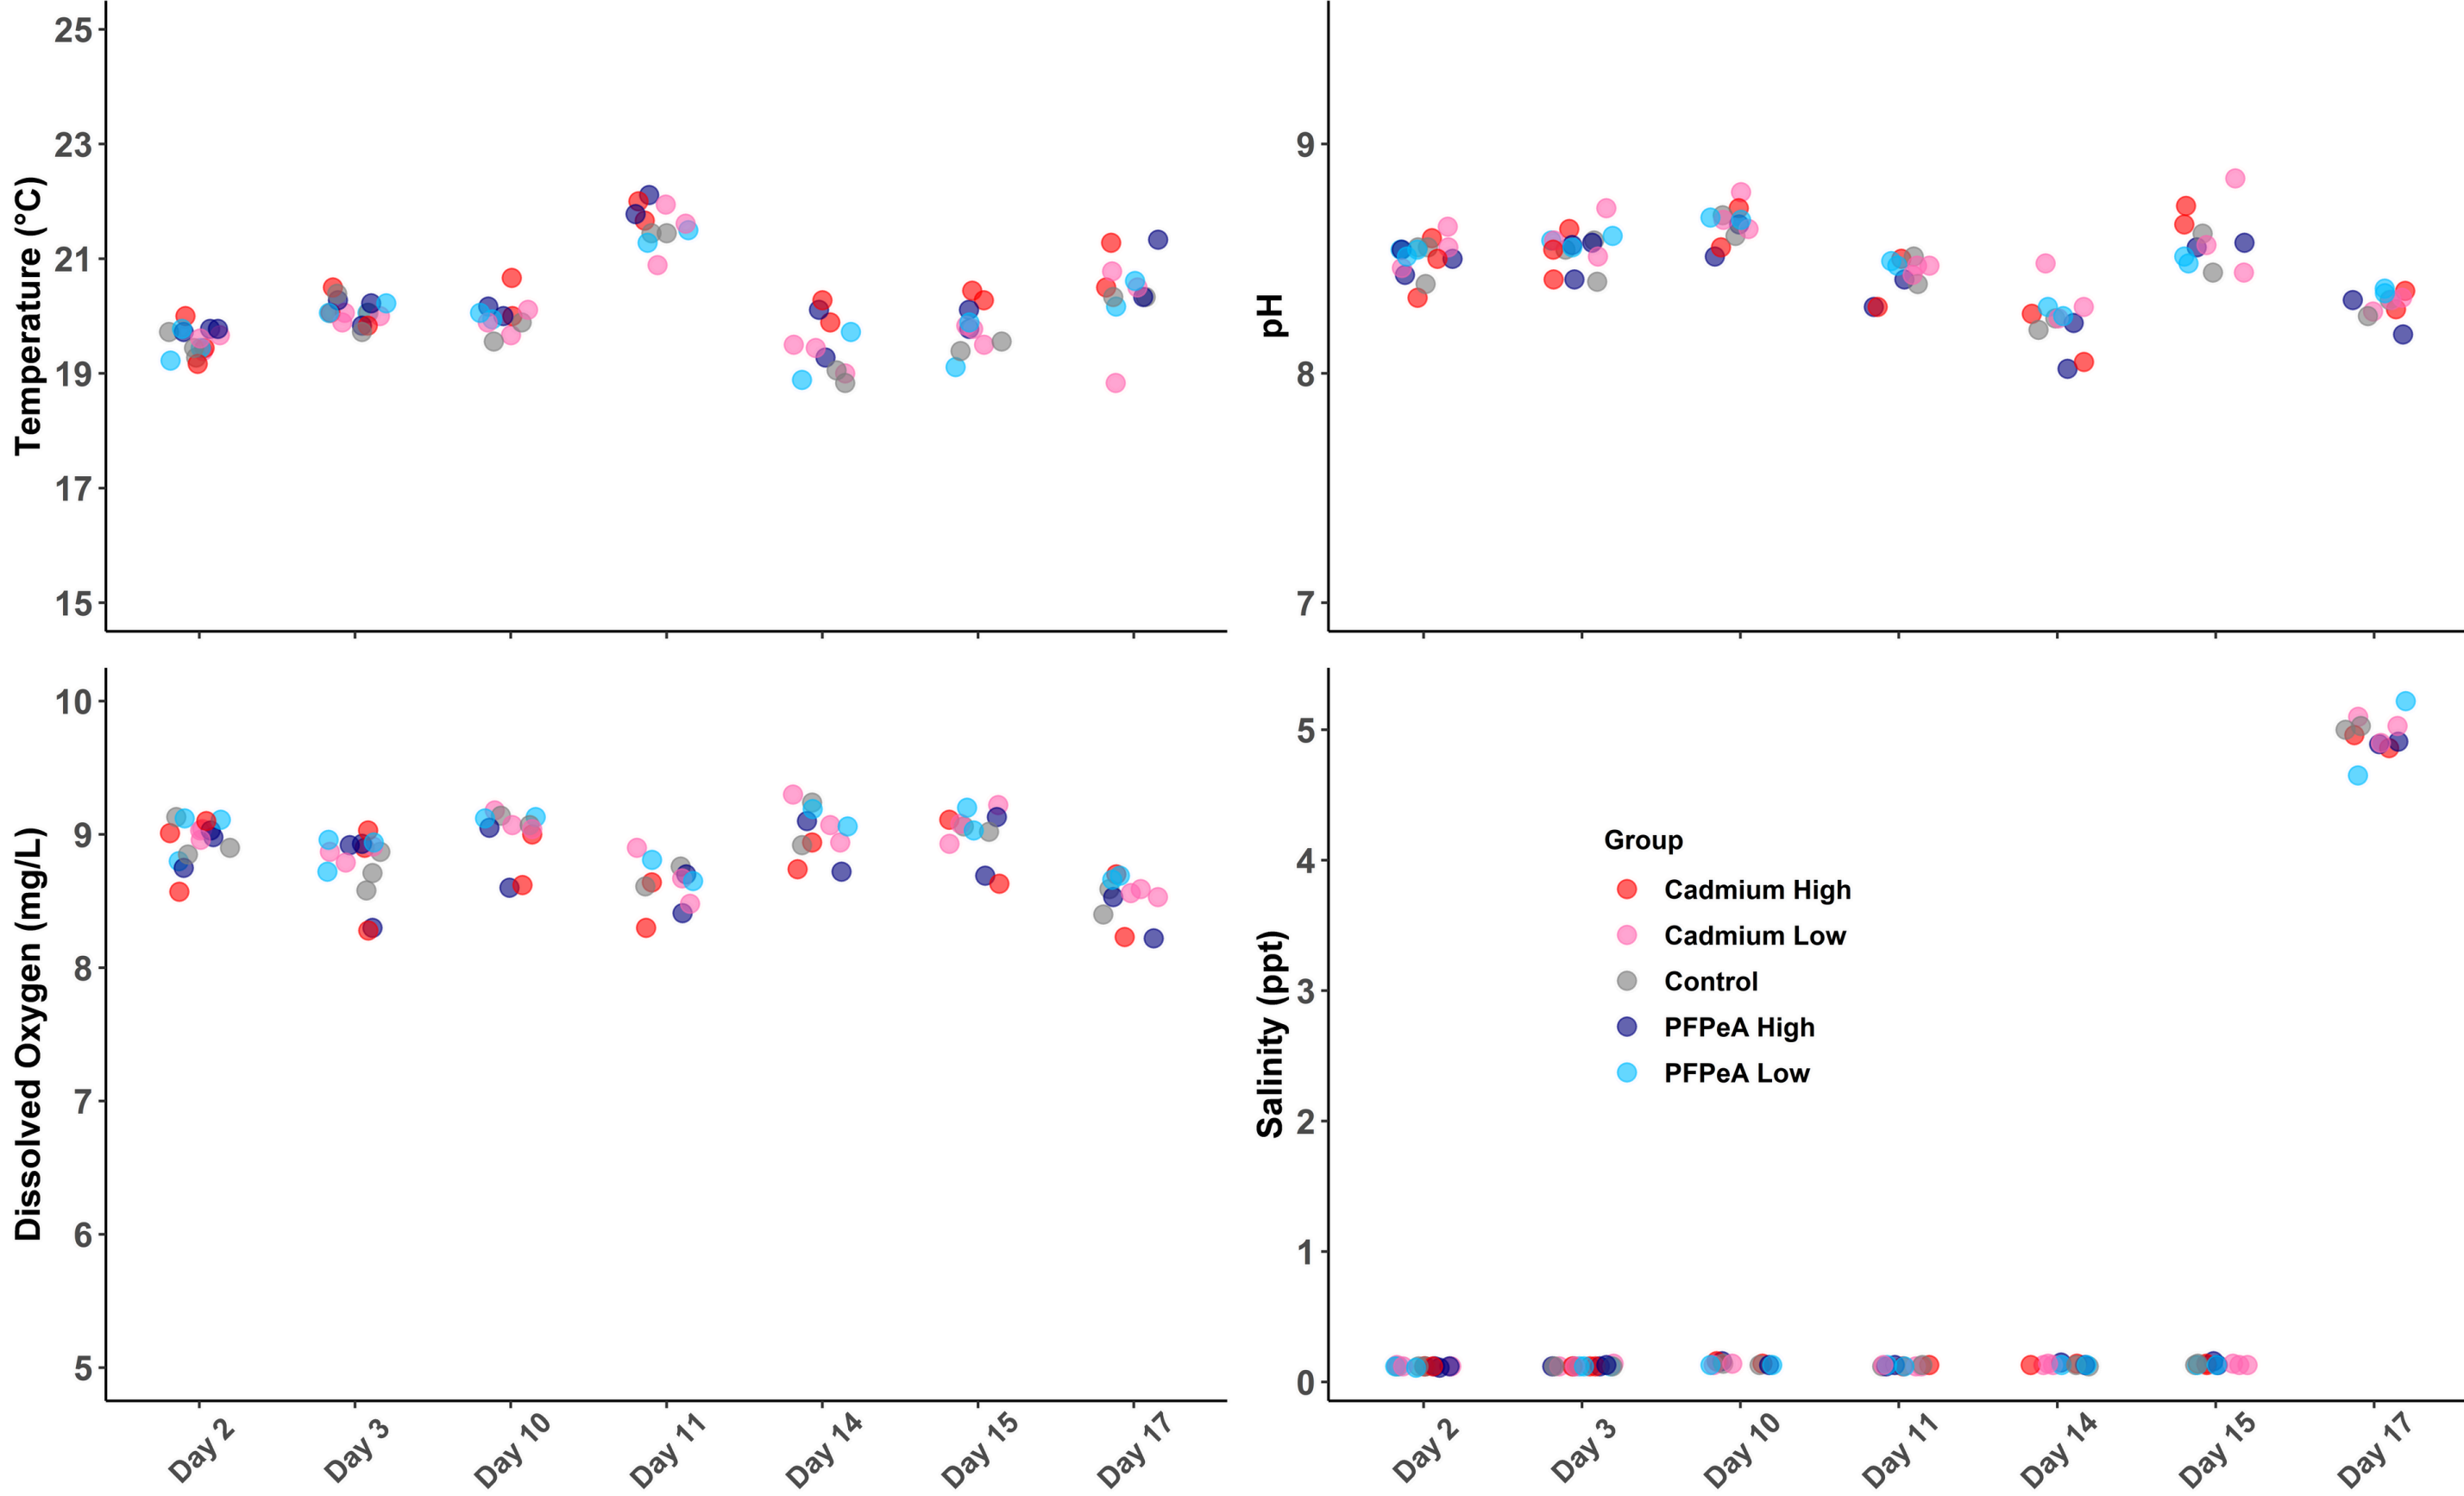 Temperature (°C)
25
23
21
19
17
15
pH
9
8
7
Dissolved Oxygen (mg/L)
10
9
8
7
6
5
Day 2
Day 3
Day 10
Day 11
Day 14
Day 15
Day 17
Salinity (ppt)
5
4
3
2
1
0
Group
Cadmium High
Cadmium Low
Control
PFPeA High
PFPeA Low
Day 2
Day 3
Day 10
Day 11
Day 14
Day 15
Day 17